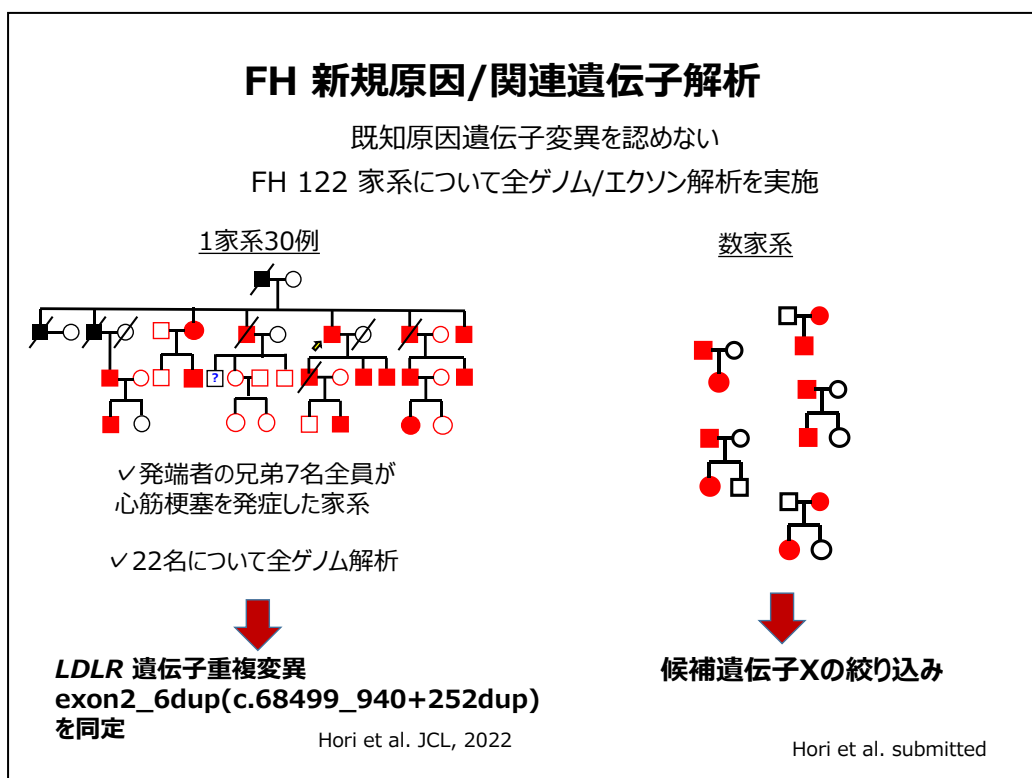 FH 新規原因/関連遺伝子解析
既知原因遺伝子変異を認めない
FH 122 家系について全ゲノム/エクソン解析を実施
1家系30例
?
✓発端者の兄弟7名全員が
心筋梗塞を発症した家系
✓22名について全ゲノム解析
LDLR 遺伝子重複変異
exon2_6dup(c.68499_940+252dup)
を同定
Hori et al. JCL, 2022
数家系
候補遺伝子Xの絞り込み
Hori et al. submitted